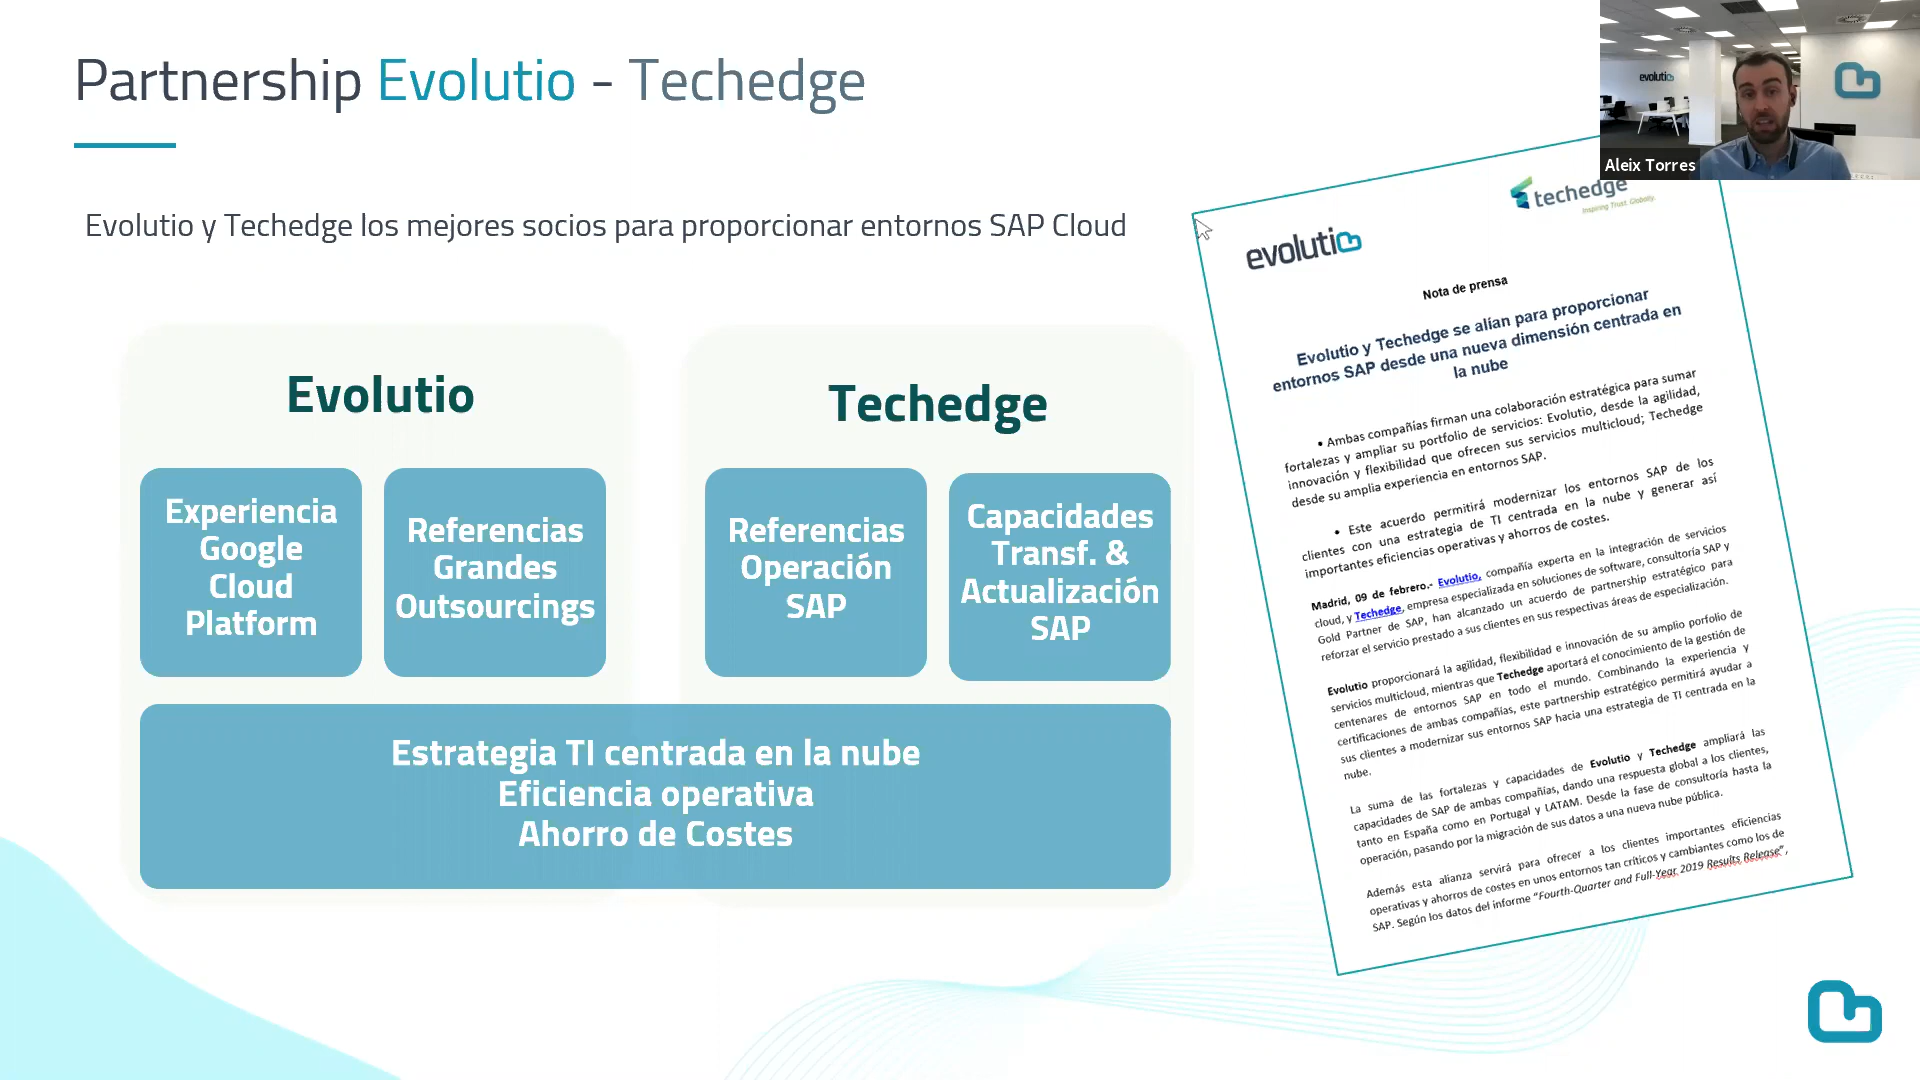 Partnership Evolutio - Techedge
Evolutio y Techedge los mejores socios para proporcionar entornos SAP Cloud
Evolutio
Experiencia
Google
Cloud
Platform
Referencias
Grandes
Outsourcings
Techedge
Referencias
Operación
SAP
Capacidades
Transf. &
Actualización
SAP
Estrategia TI centrada en la nube
Eficiencia operativa
Ahorro de Costes
evolutio
Aleix Torres
techedge
Inspiring Trust. Globally.
evolutio
Nota de prensa
Evolutio y Techedge se alían para proporcionar
entornos SAP desde una nueva dimensión centrada en
la nube
• Ambas compañías firman una colaboración estratégica para sumar
fortalezas y ampliar su portfolio de servicios: Evolutio, desde la agilidad,
innovación y flexibilidad que ofrecen sus servicios multicloud; Techedge
desde su amplia experiencia en entornos SAP.
• Este acuerdo permitirá modernizar los entornos SAP de los
clientes con una estrategia de TI centrada en la nube y generar así
importantes eficiencias operativas y ahorros de costes.
Madrid, 09 de febrero.- Evolutio, compañía experta en la integración de servicios
cloud, y Techedge, empresa especializada en soluciones de software, consultoría SAP y
Gold Partner de SAP, han alcanzado un acuerdo de partnership estratégico para
reforzar el servicio prestado a sus clientes en sus respectivas áreas de especialización.
Evolutio proporcionará la agilidad, flexibilidad e innovación de su amplio porfolio de
servicios multicloud, mientras que Techedge aportará el conocimiento de la gestión de
centenares de entornos SAP en todo el mundo. Combinando la experiencia y
certificaciones de ambas compañías, este partnership estratégico permitirá ayudar a
sus clientes a modernizar sus entornos SAP hacia una estrategia de TI centrada en la
nube.
La suma de las fortalezas y capacidades de Evolutio y Techedge ampliará las
capacidades de SAP de ambas compañías, dando una respuesta global a los clientes,
tanto en España como en Portugal y LATAM. Desde la fase de consultoría hasta la
operación, pasando por la migración de sus datos a una nueva nube pública.
Además esta alianza servirá para ofrecer a los clientes importantes eficiencias
operativas y ahorros de costes en unos entornos tan críticos y cambiantes como los de
SAP. Según los datos del informe "Fourth-Quarter and Full-Year 2019 Results Release",